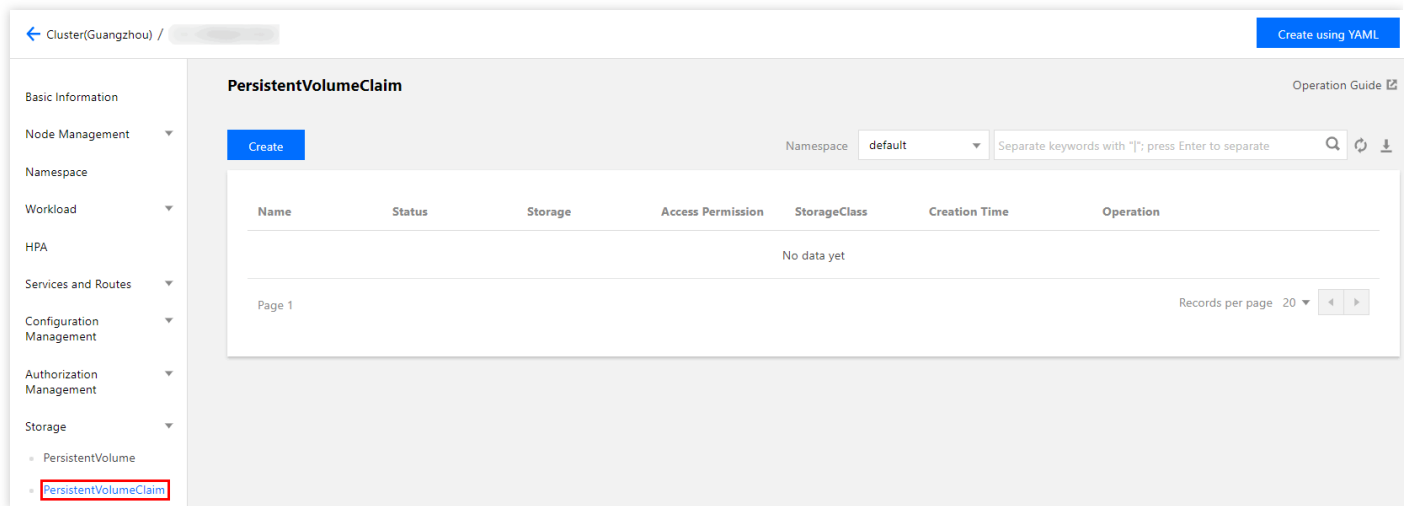 Cluster(Guangzhou) /
Create using YAML
Basic Information
Node Management
Namespace
Workload
HPA
Services and Routes
Configuration
Management
Authorization
Management
Storage
PersistentVolume
PersistentVolumeClaim
PersistentVolumeClaim
Operation Guide
Create
Namespace default Separate keywords with "|"; press Enter to separate
Name Status Storage Access Permission StorageClass Creation Time Operation
No data yet
Page 1
Records per page 20